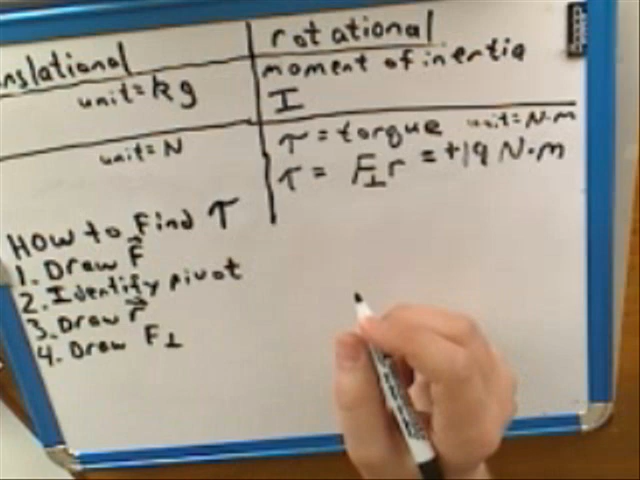 nslational
rotational
unit=kg
moment of inertia
I
unit=N
τ=torque unit=N·m
τ= F⊥r =+19 N·m
How to find τ
1. Draw F⃗
2. Identify pivot
3. Draw r⃗
4. Draw F⊥